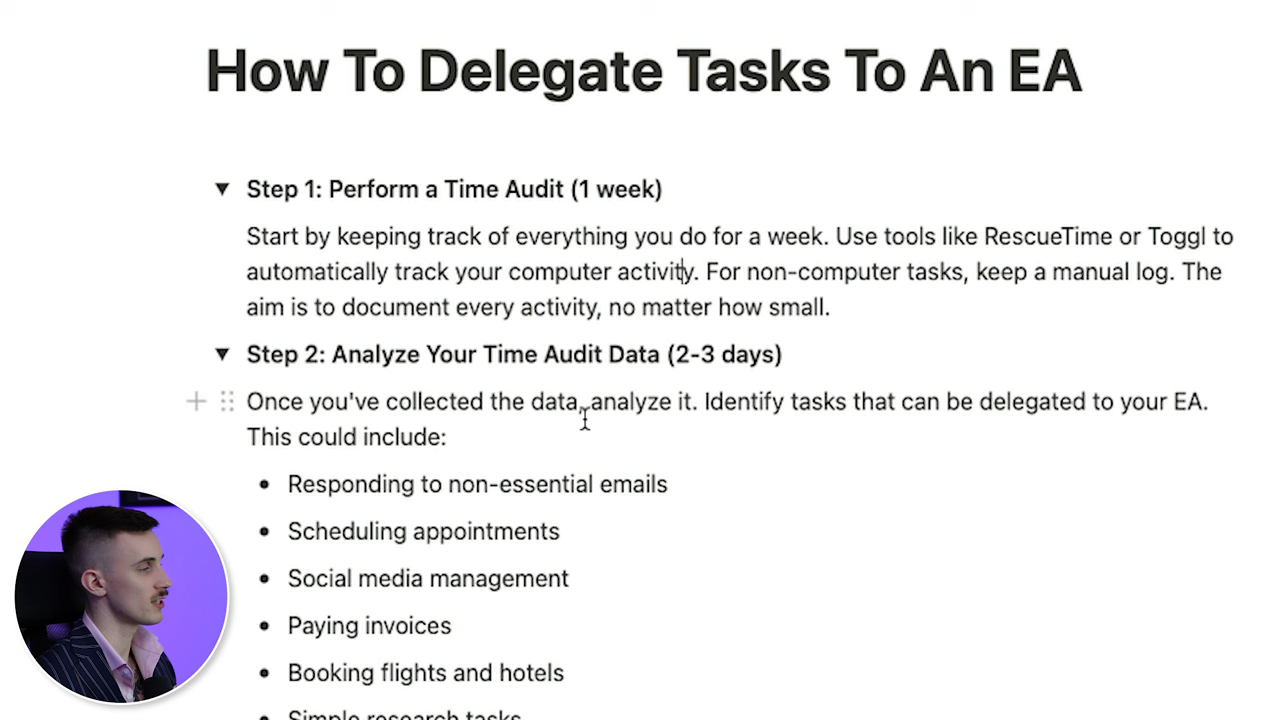 How To Delegate Tasks To An EA
Step 1: Perform a Time Audit (1 week)
Start by keeping track of everything you do for a week. Use tools like RescueTime or Toggl to
automatically track your computer activity. For non-computer tasks, keep a manual log. The
aim is to document every activity, no matter how small.
Step 2: Analyze Your Time Audit Data (2-3 days)
Once you've collected the data, analyze it. Identify tasks that can be delegated to your EA.
This could include:
• Responding to non-essential emails
• Scheduling appointments
• Social media management
• Paying invoices
• Booking flights and hotels
• Simple research tasks